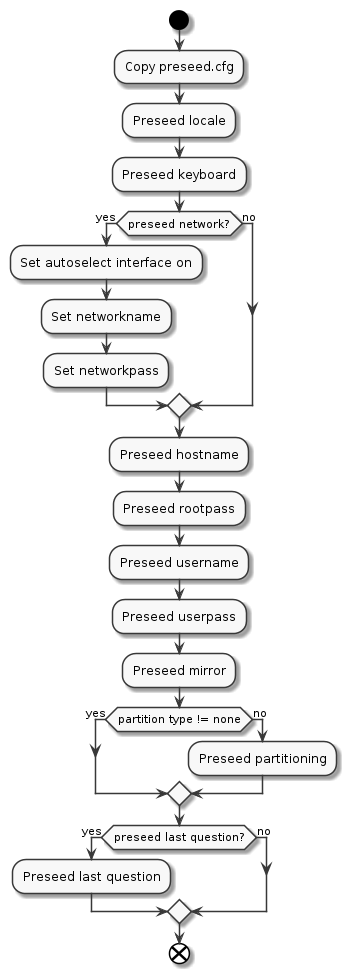 Copy preseed.cfg
Preseed locale
Preseed keyboard
yes
preseed network?
no
Set autoselect interface on
Set networkname
Set networkpass
Preseed hostname
Preseed rootpass
Preseed username
Preseed userpass
Preseed mirror
yes
partition type != none
no
Preseed partitioning
yes
preseed last question?
no
Preseed last question